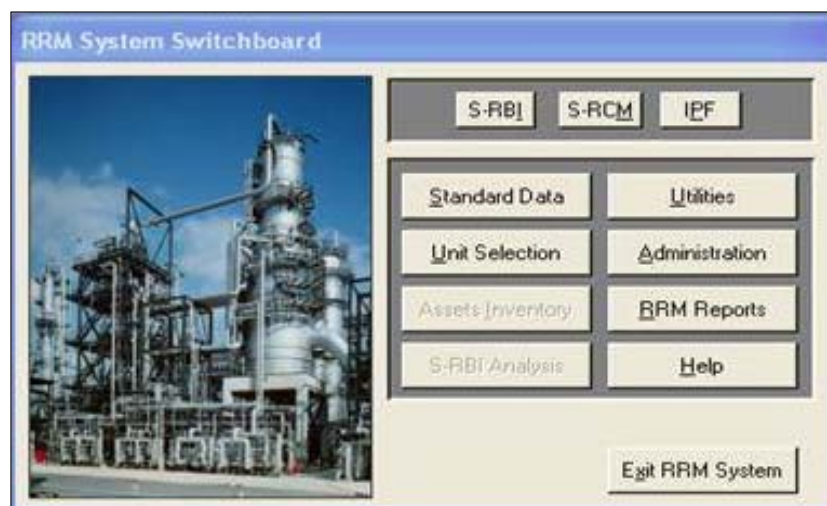 RRM System Switchboard
S-RBI S-RCM IPF
Standard Data Utilities
Unit Selection Administration
Assets Inventory RRM Reports
S-RBI Analysis Help
Exit RRM System